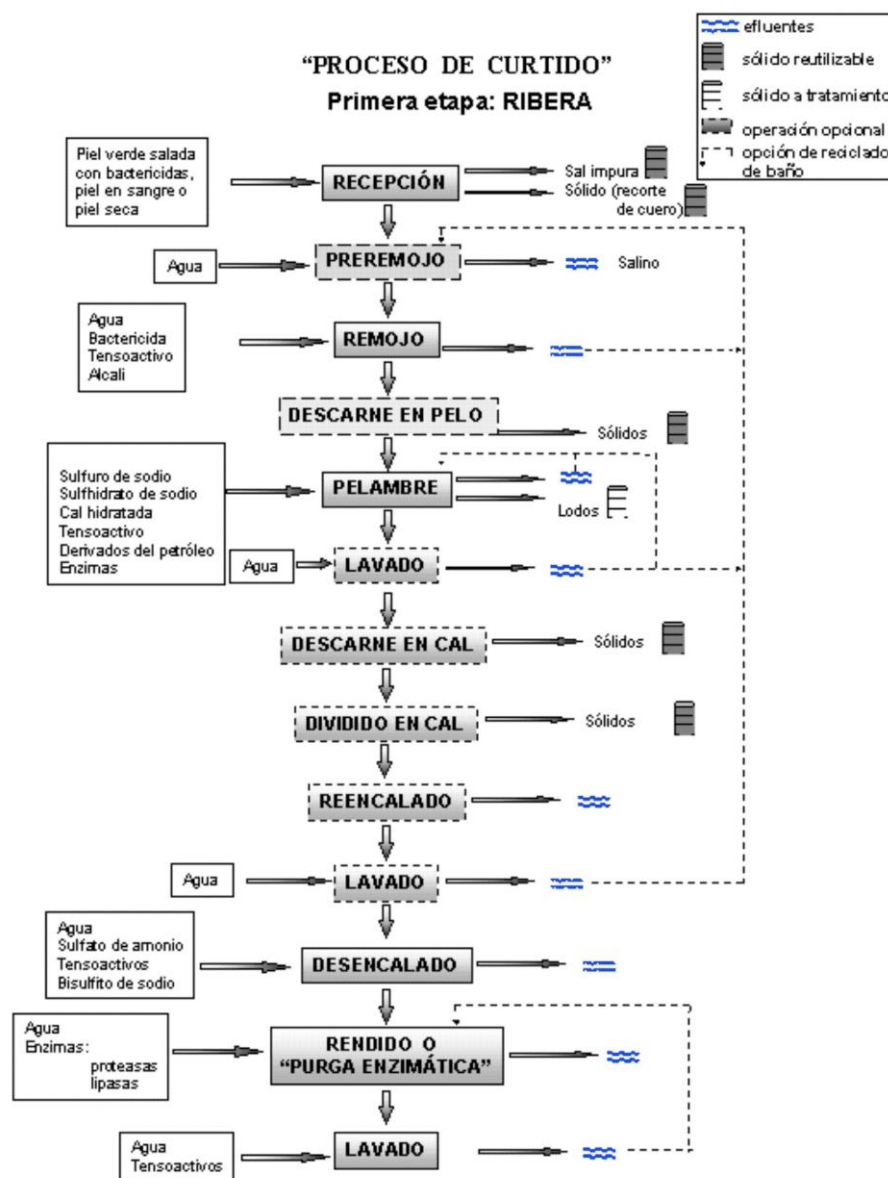 efluentes
sólido reutilizable
sólido a tratamiento
operación opcional
opción de reciclado
de baño
“PROCESO DE CURTIDO”
Primera etapa: RIBERA
Piel verde salada
con bactericidas,
piel en sangre o
piel seca
RECEPCIÓN
Sal impura
Sólido (recorte
de cuero)
Agua
PREREMOJO
Salino
Agua
Bactericida
Tensoactivo
Alcali
REMOJO
DESCARNE EN PELO
Sólidos
Sulfuro de sodio
Sulfhidrato de sodio
Cal hidratada
Tensoactivo
Derivados del petróleo
Enzimas
PELAMBRE
Lodos
Agua
LAVADO
DESCARNE EN CAL
Sólidos
DIVIDIDO EN CAL
Sólidos
REENCALADO
Agua
LAVADO
Agua
Sulfato de amonio
Tensoactivos
Bisulfito de sodio
DESENCALADO
Agua
Enzimas:
proteasas
lipasas
RENDIDO O
“PURGA ENZIMÁTICA”
Agua
Tensoactivos
LAVADO